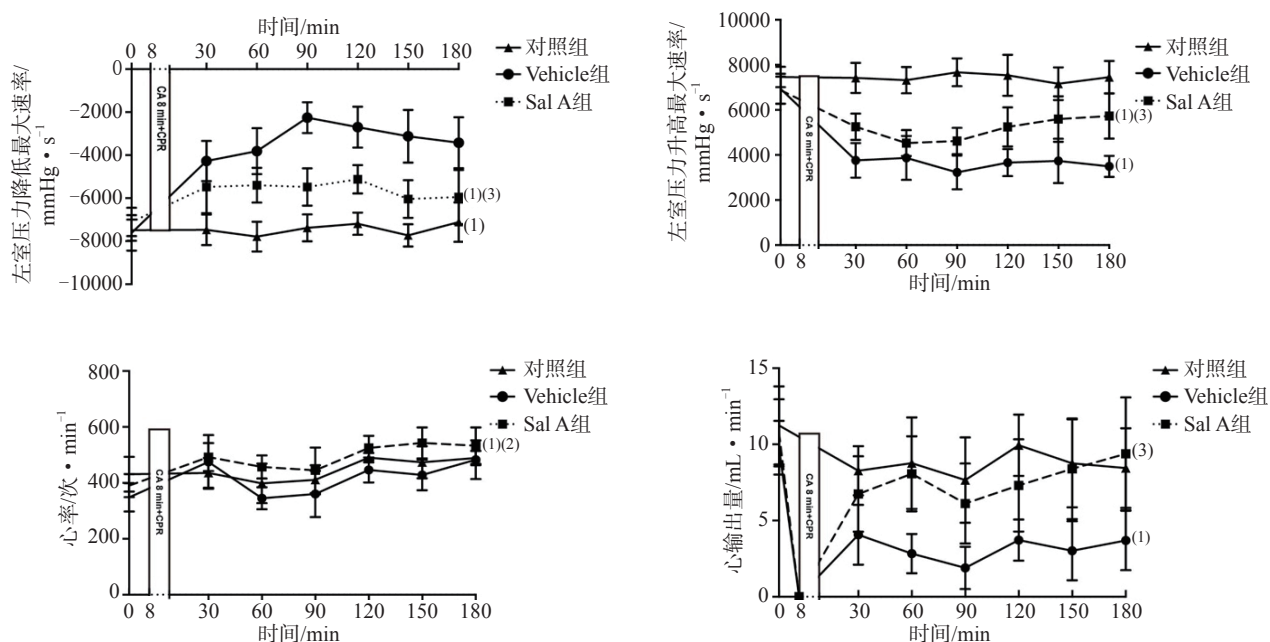 时间/min
0 8 30 60 90 120 150 180
0
−2000
−4000
−6000
−8000
−10000
左室压力降低最大速率/
mmHg·s⁻¹
CA 8 min+CPR
对照组
Vehicle组
Sal A组
(1)(3)
(1)
10000
8000
6000
4000
2000
0
左室压力升高最大速率/
mmHg·s⁻¹
CA 8 min+CPR
对照组
Vehicle组
Sal A组
(1)(3)
(1)
0 8 30 60 90 120 150 180
时间/min
800
600
400
200
0
心率/次·min⁻¹
CA 8 min+CPR
对照组
Vehicle组
Sal A组
(1)(2)
0 8 30 60 90 120 150 180
时间/min
15
10
5
0
心输出量/mL·min⁻¹
CA 8 min+CPR
对照组
Vehicle组
Sal A组
(3)
(1)
0 8 30 60 90 120 150 180
时间/min